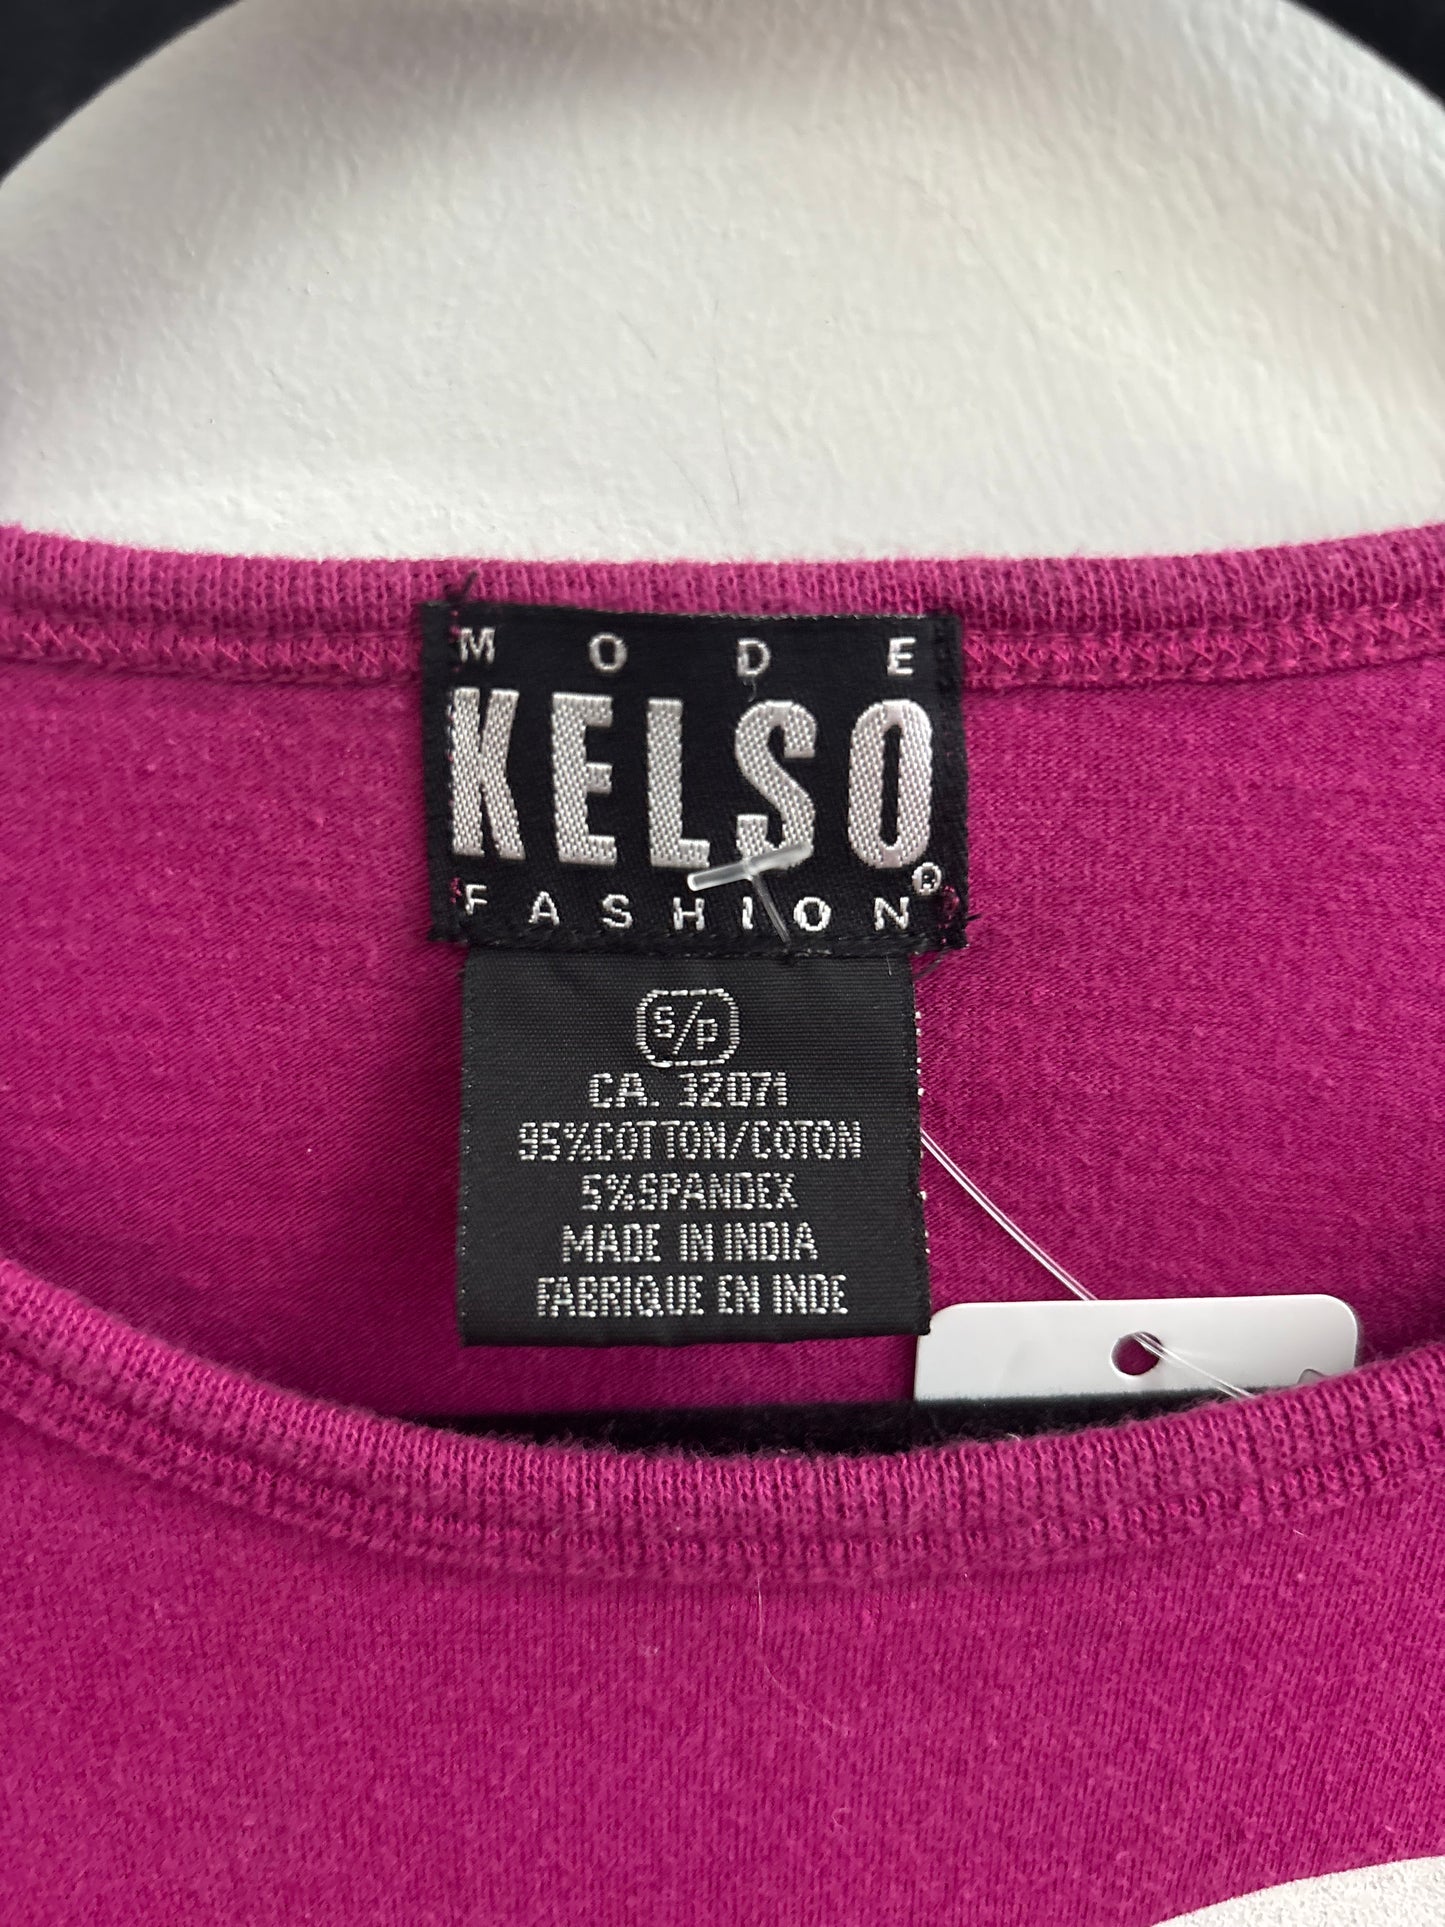 MODE
KELSO®
FASHION
S/P
CA. 32071
95%COTTON/COTON
5%SPANDEX
MADE IN INDIA
FABRIQUE EN INDE